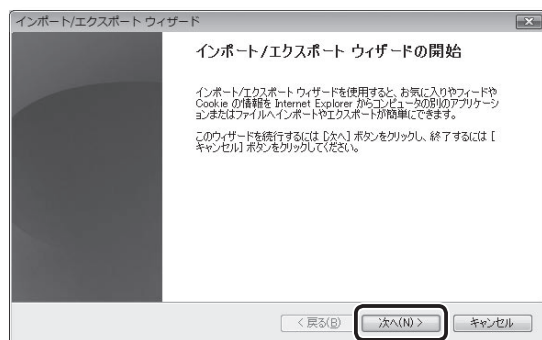 インポート/エクスポート ウィザード
インポート/エクスポート ウィザードの開始
インポート/エクスポート ウィザードを使用すると、お気に入りやフィードや
Cookie の情報を Internet Explorer からコンピュータの別のアプリケーシ
ョンまたはファイルへインポートやエクスポートが簡単にできます。
このウィザードを続行するには [次へ] ボタンをクリックし、終了するには [
キャンセル] ボタンをクリックしてください。
< 戻る(B)
次へ(N) >
キャンセル